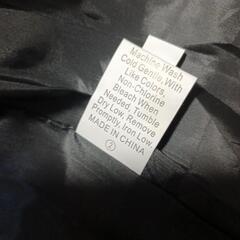 Machine Wash
Cold Gentle, With
Like Colors,
Non-Chlorine
Bleach When
Needed, Tumble
Dry Low, Remove
Promptly, Iron Low.
MADE IN CHINA
2